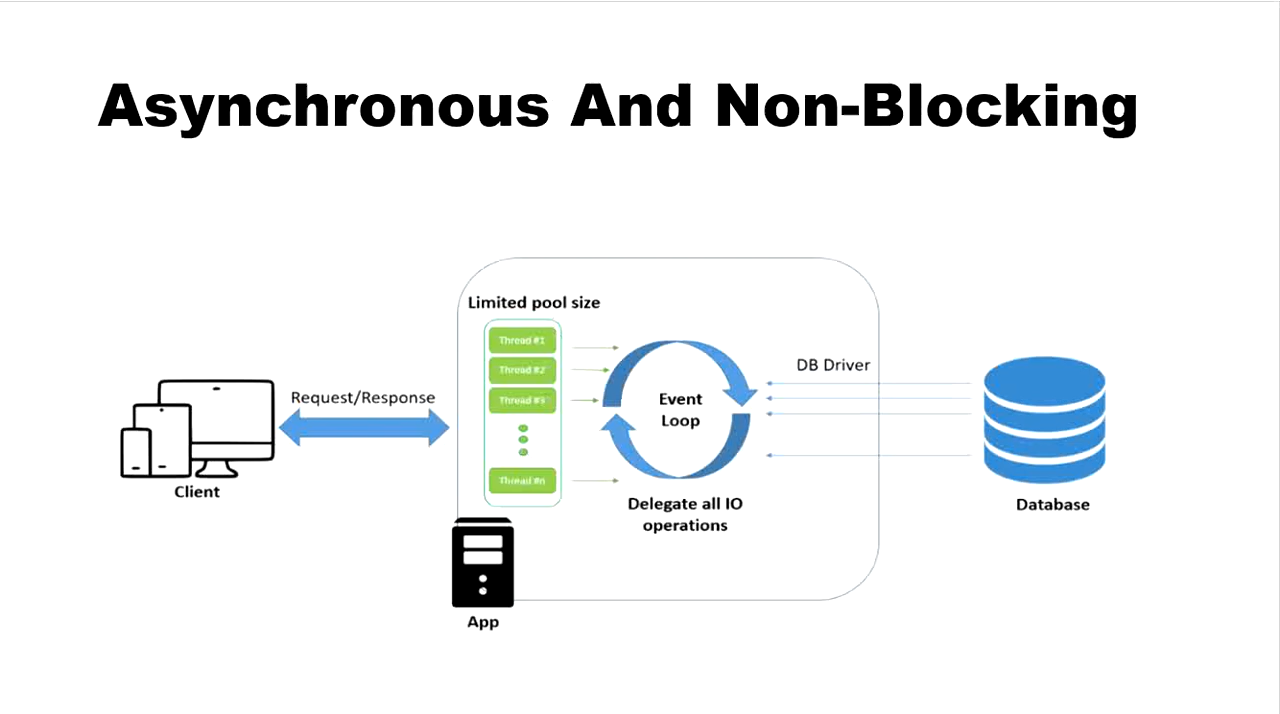 Asynchronous And Non-Blocking
Limited pool size
Thread #1
Thread #2
Thread #3
Thread #n
Request/Response
Client
Event
Loop
Delegate all IO
operations
DB Driver
Database
App